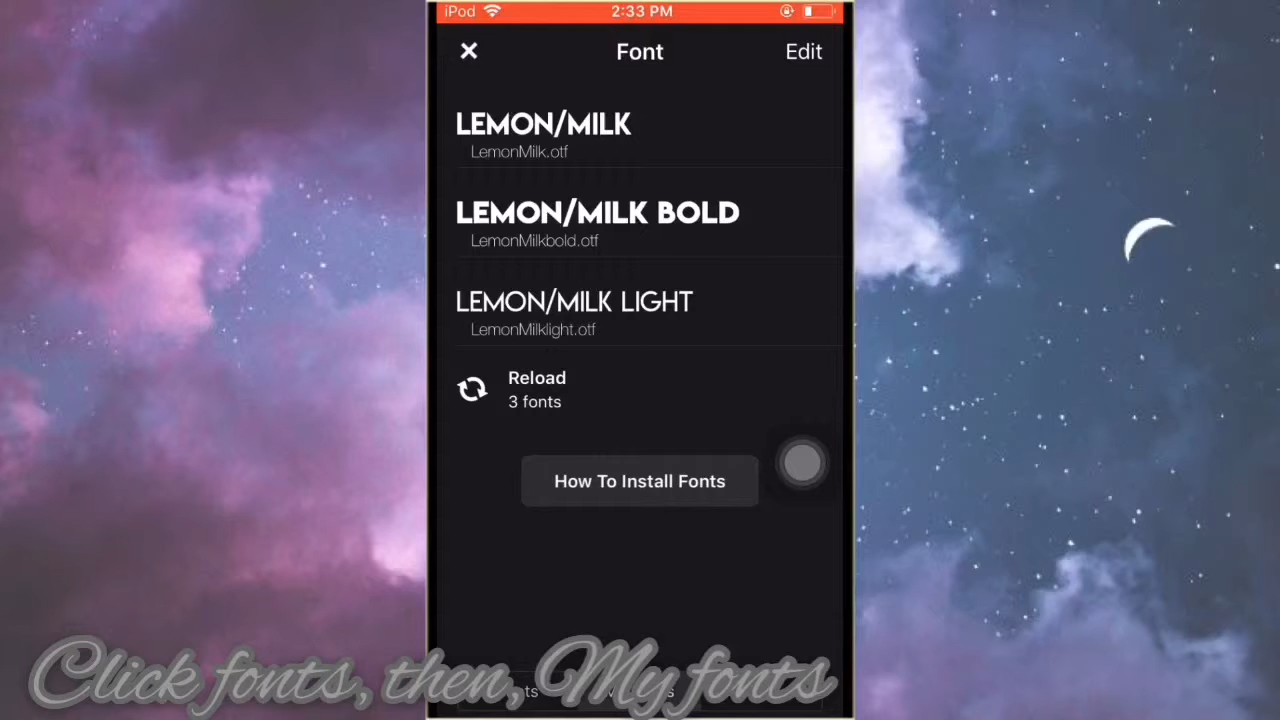 iPod 2:33 PM
Font Edit
LEMON/MILK
LemonMilk.otf
LEMON/MILK BOLD
LemonMilkbold.otf
LEMON/MILK LIGHT
LemonMilklight.otf
Reload
3 fonts
How To Install Fonts
Click fonts, then, My fonts